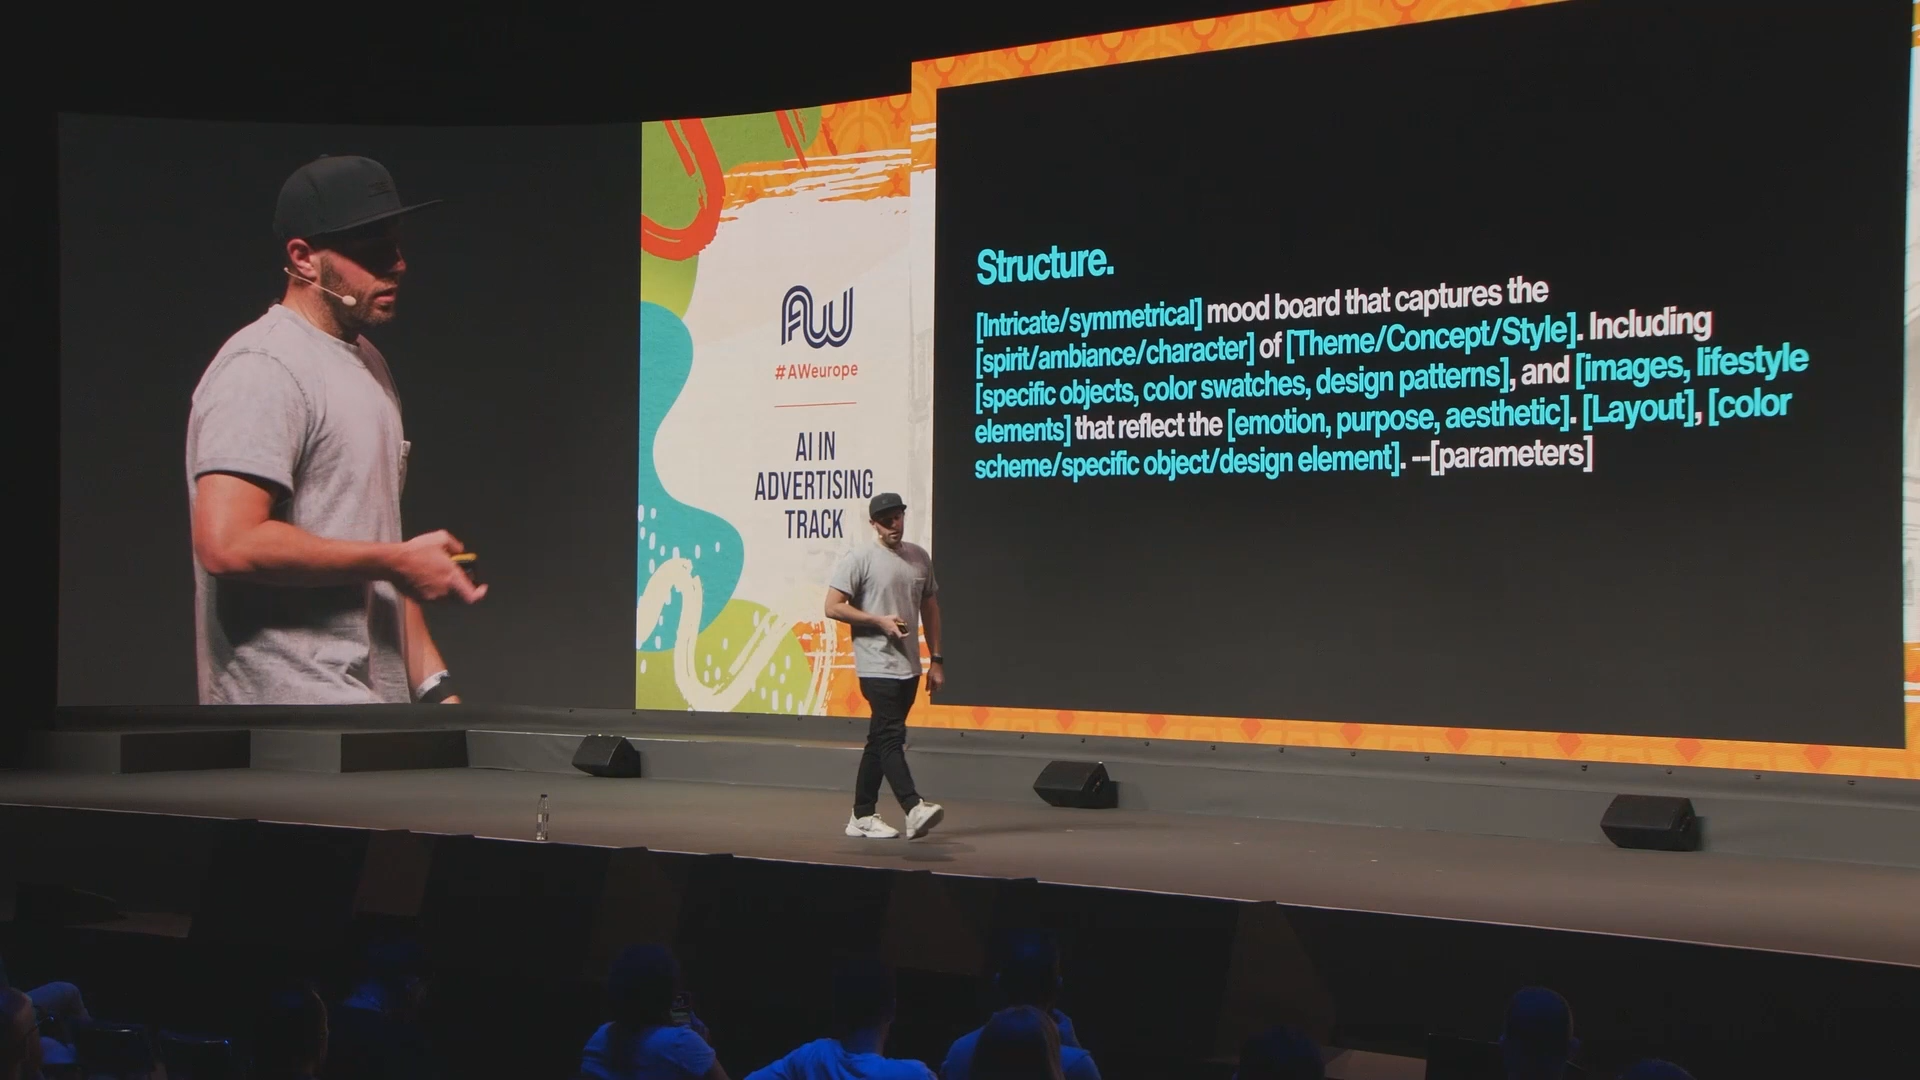 AW
#AWeurope
AI IN
ADVERTISING
TRACK
Structure.
[Intricate/symmetrical] mood board that captures the
[spirit/ambiance/character] of [Theme/Concept/Style]. Including
[specific objects, color swatches, design patterns], and [images, lifestyle
elements] that reflect the [emotion, purpose, aesthetic]. [Layout], [color
scheme/specific object/design element]. --[parameters]